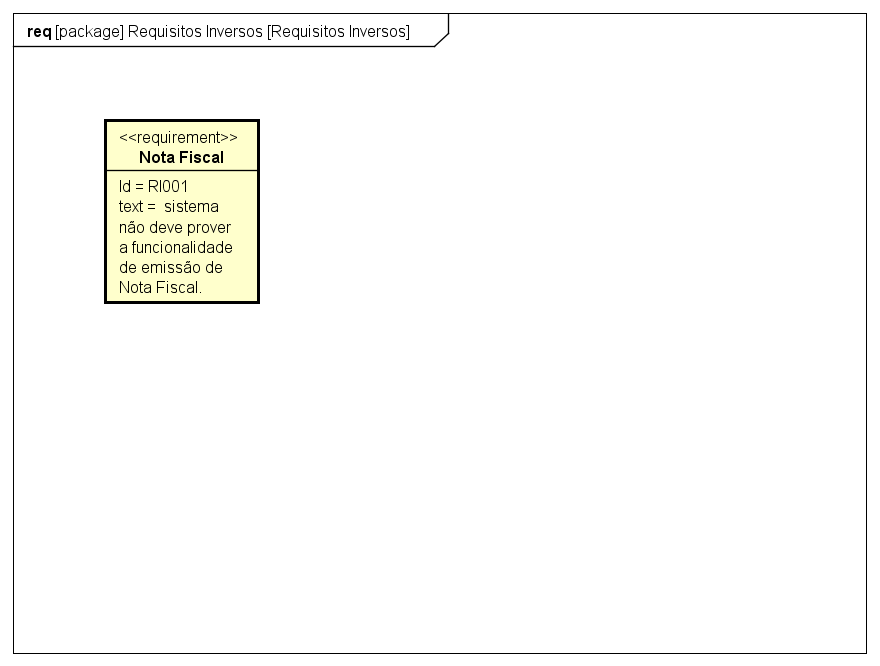 req [package] Requisitos Inversos [Requisitos Inversos]
<<requirement>>
Nota Fiscal
Id = RI001
text =  sistema
não deve prover
a funcionalidade
de emissão de
Nota Fiscal.